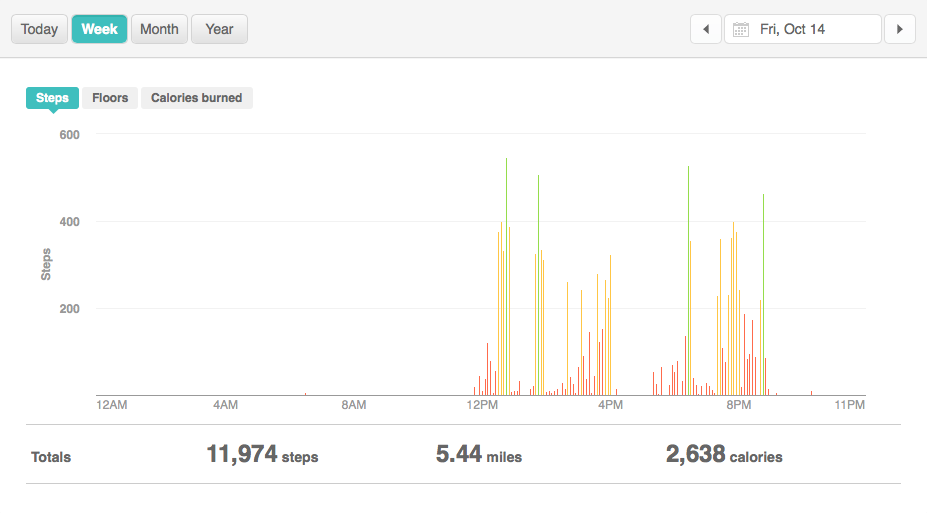 Today Week Month Year Fri, Oct 14
Steps Floors Calories burned
600
400
200
Steps
12AM 4AM 8AM 12PM 4PM 8PM 11PM
Totals 11,974 steps 5.44 miles 2,638 calories